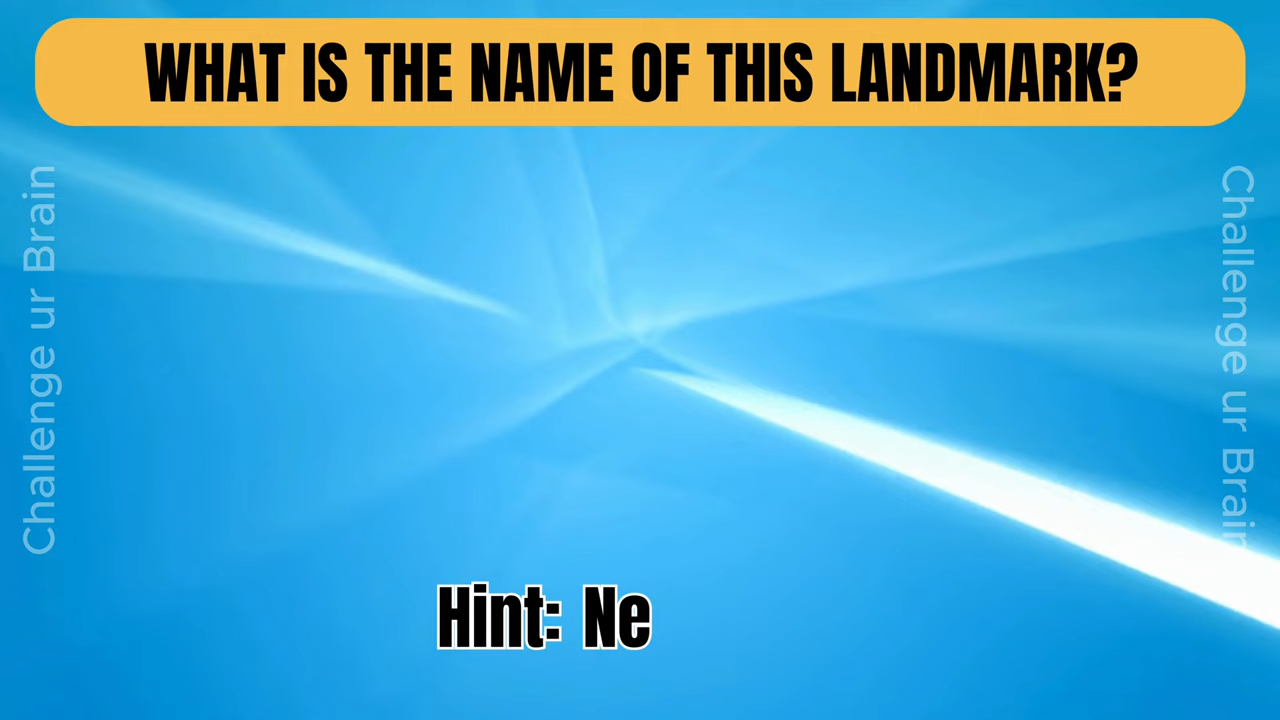 WHAT IS THE NAME OF THIS LANDMARK?
Challenge ur Brain
Challenge ur Brain
Hint: Ne